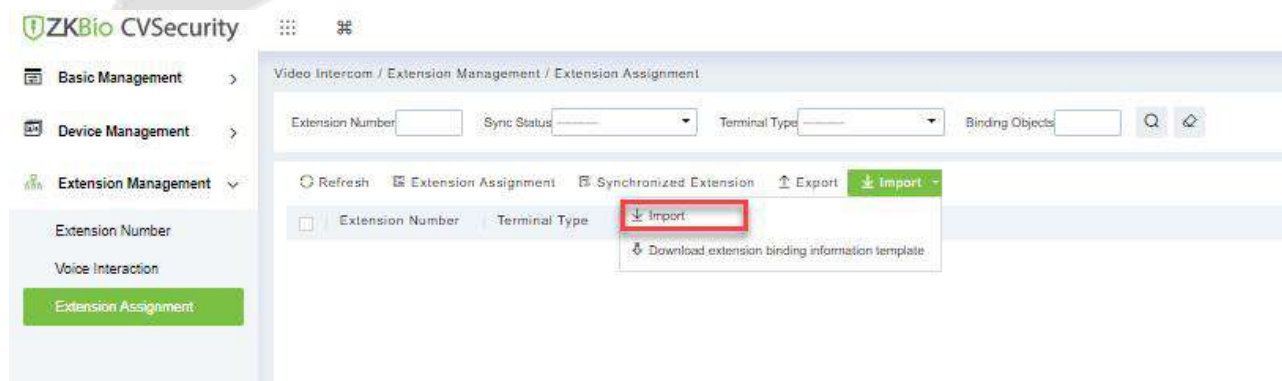 ZKBio CVSecurity
Basic Management
Device Management
Extension Management
Extension Number
Voice Interaction
Extension Assignment
Video Intercom / Extension Management / Extension Assignment
Extension Number Sync Status Terminal Type Binding Objects
Refresh Extension Assignment Synchronized Extension Export Import
Extension Number Terminal Type
Import
Download extension binding information template